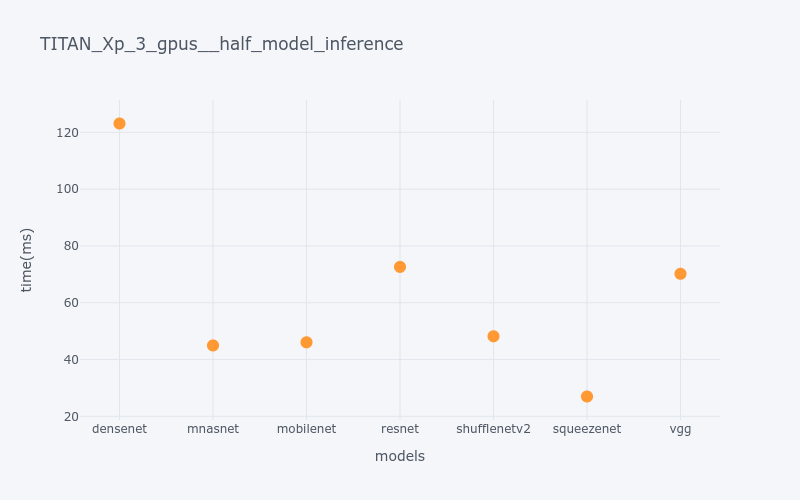 TITAN_Xp_3_gpus__half_model_inference
time(ms)
120
100
80
60
40
20
densenet mnasnet mobilenet resnet shufflenetv2 squeezenet vgg
models